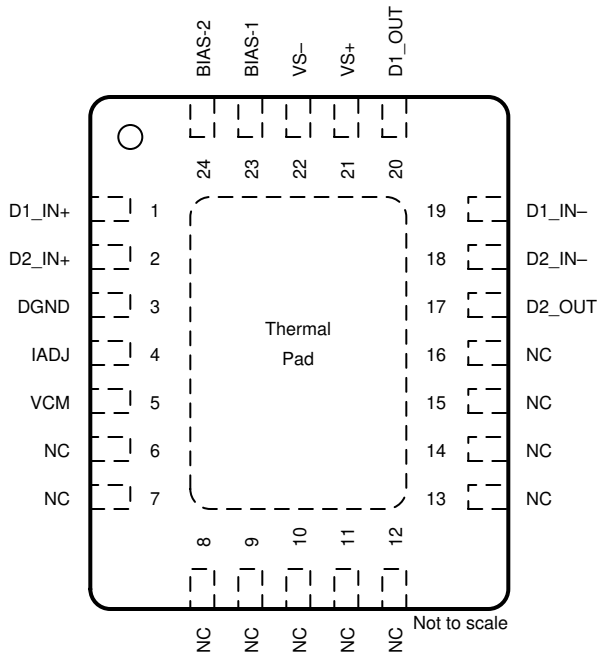 BIAS-2
BIAS-1
VS–
VS+
D1_OUT
24
23
22
21
20
D1_IN+ 1
D2_IN+ 2
DGND 3
IADJ 4
VCM 5
NC 6
NC 7
Thermal
Pad
19 D1_IN–
18 D2_IN–
17 D2_OUT
16 NC
15 NC
14 NC
13 NC
8
9
10
11
12
NC
NC
NC
NC
NC
Not to scale